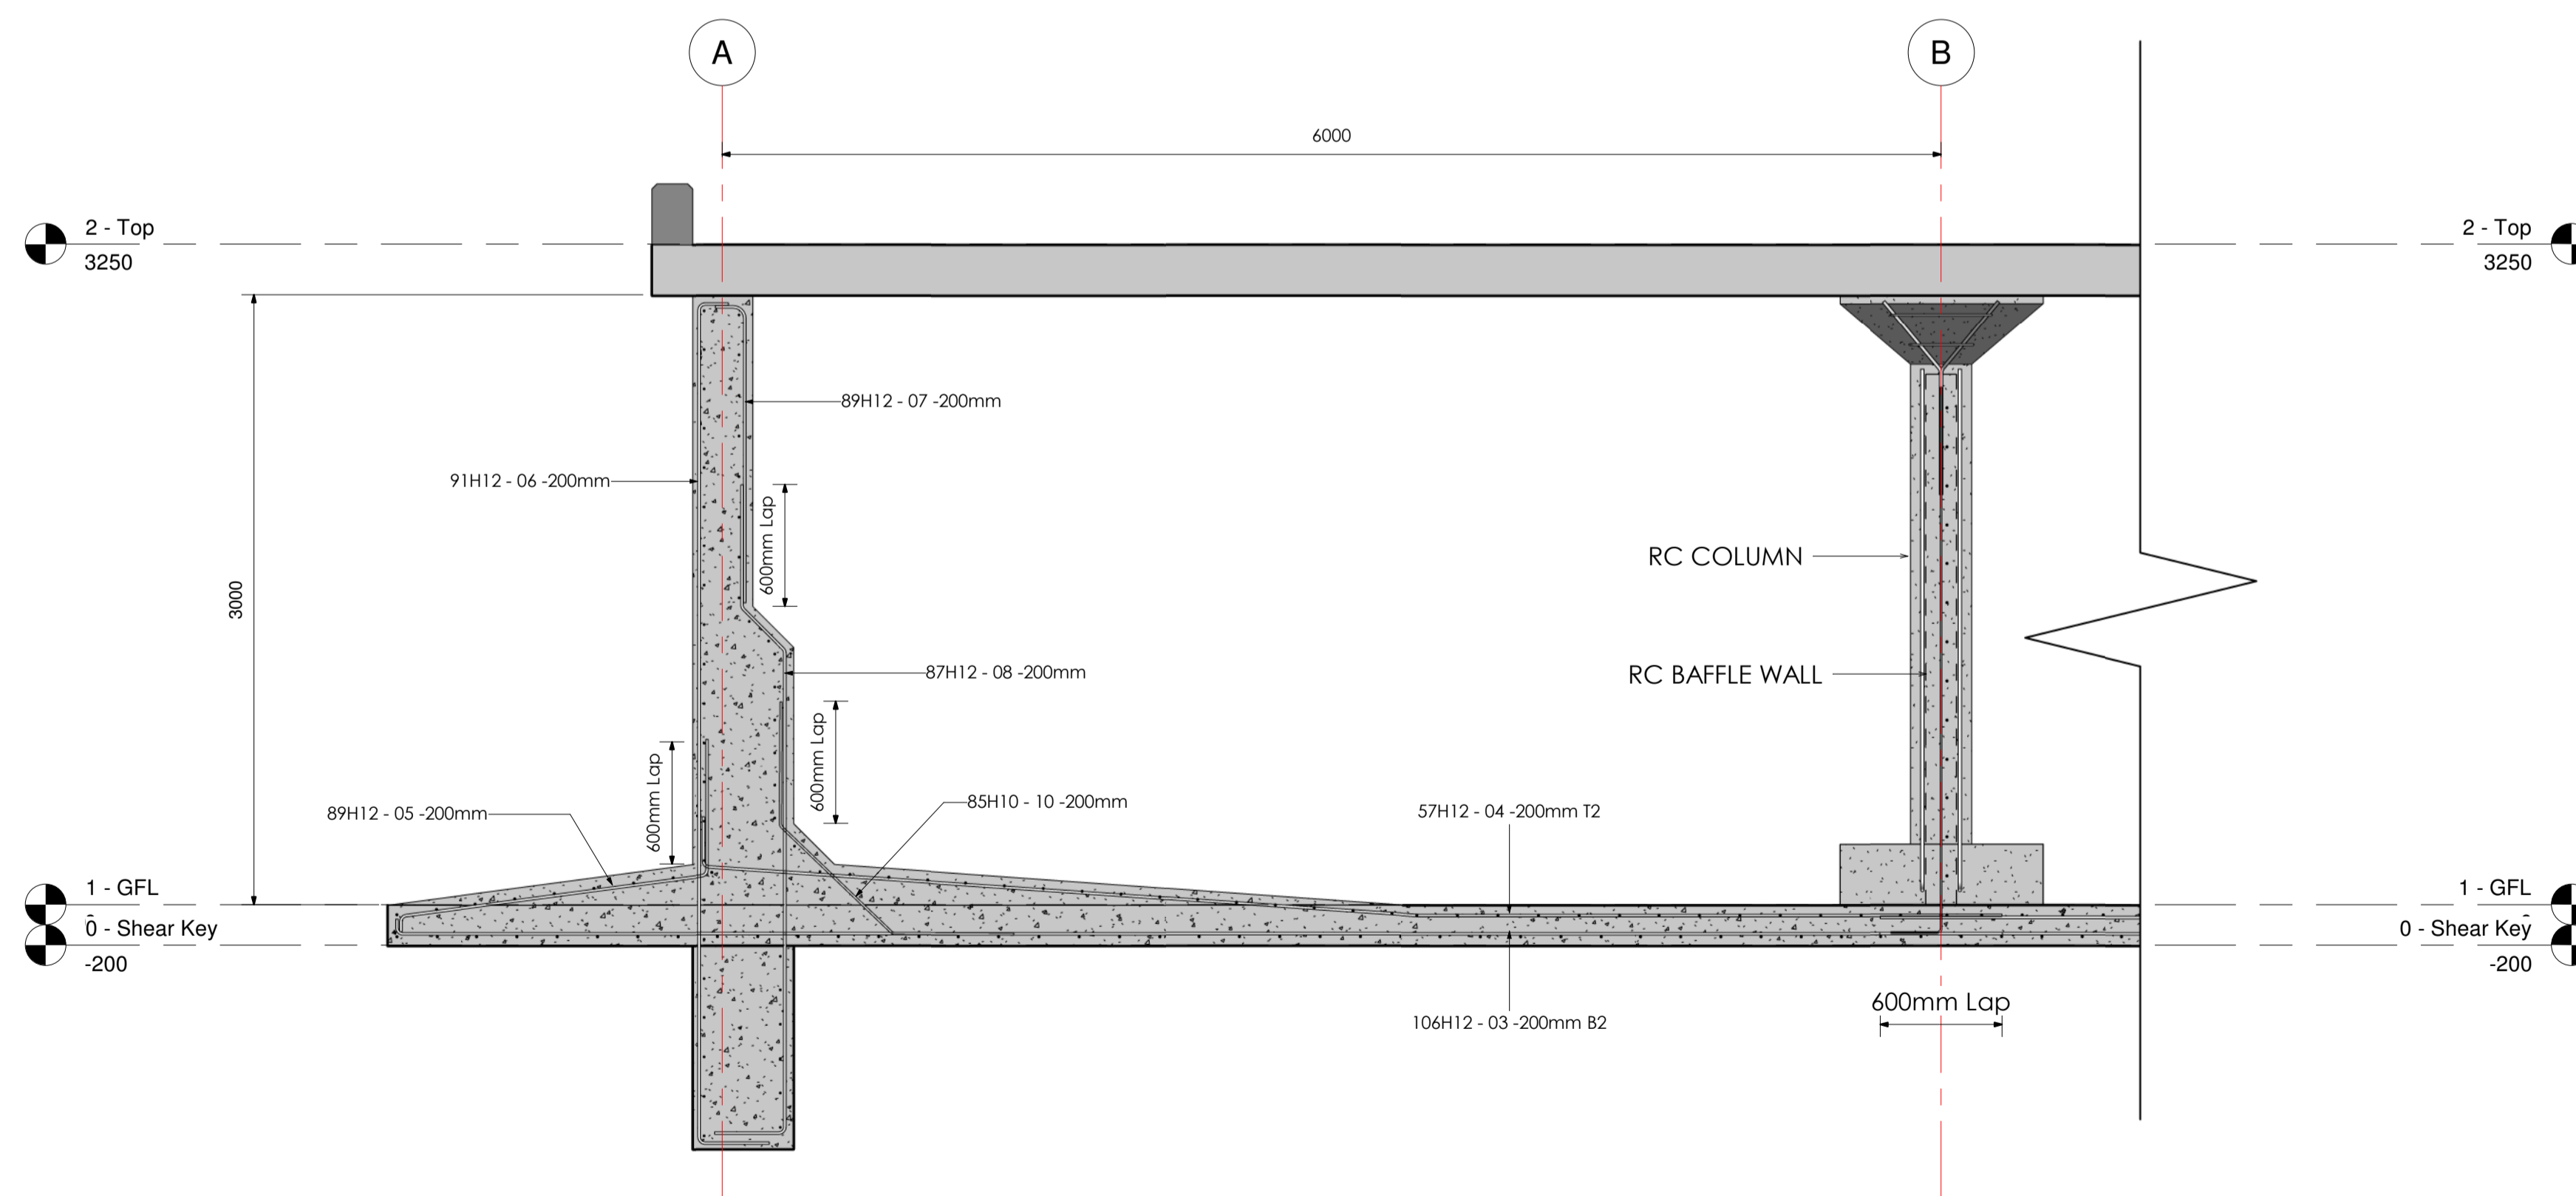 A
B
6000
2 - Top
3250
2 - Top
3250
89H12 - 07 -200mm
91H12 - 06 -200mm
600mm Lap
RC COLUMN
3000
87H12 - 08 -200mm
RC BAFFLE WALL
600mm Lap
600mm Lap
89H12 - 05 -200mm
85H10 - 10 -200mm
57H12 - 04 -200mm T2
1 - GFL
0 - Shear Key
-200
1 - GFL
0 - Shear Key
-200
600mm Lap
106H12 - 03 -200mm B2